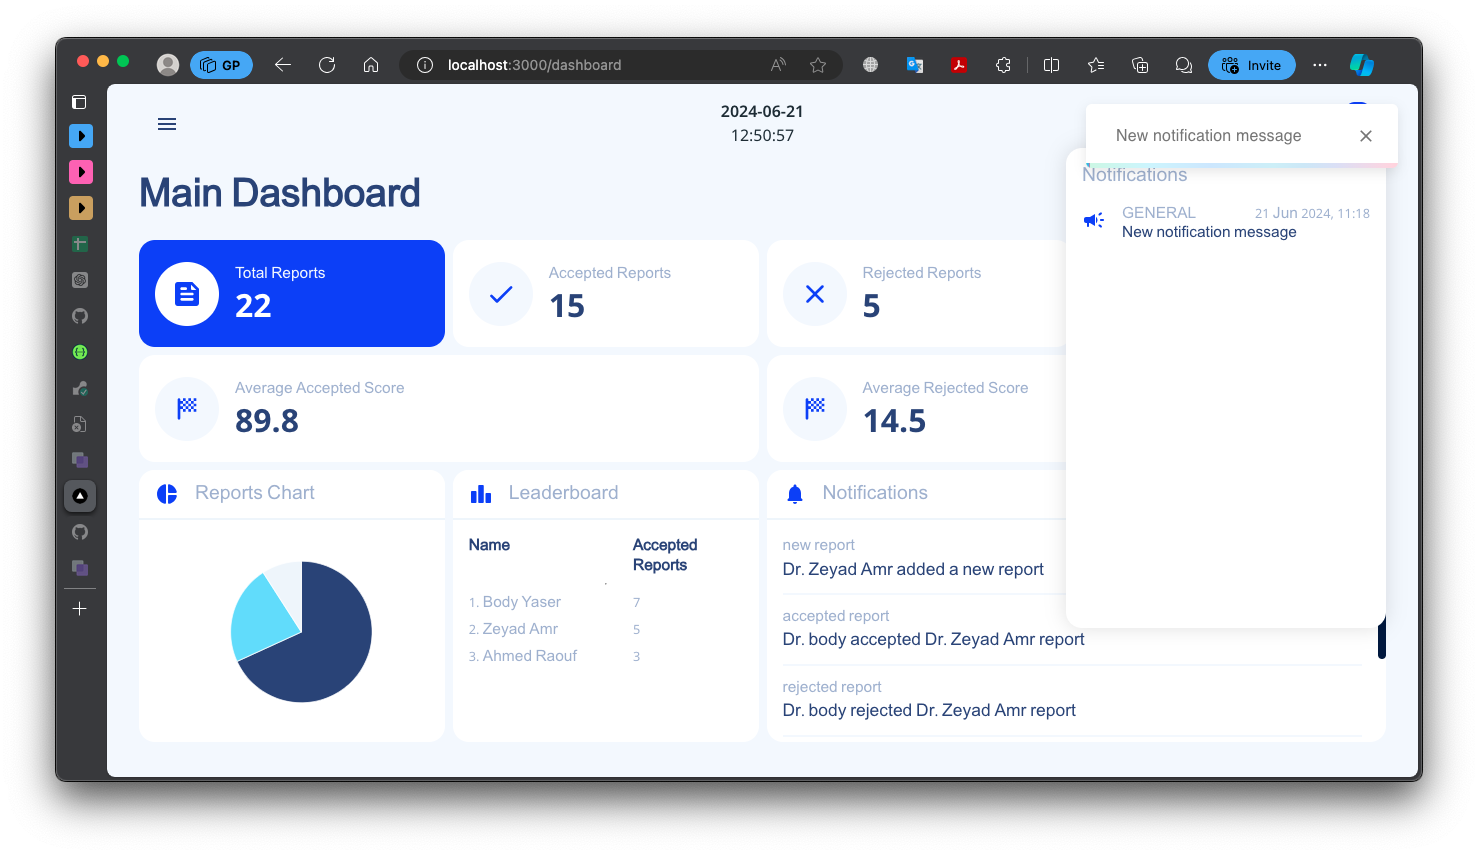 GP
localhost:3000/dashboard
Invite
2024-06-21
12:50:57
New notification message
Main Dashboard
Notifications
GENERAL
21 Jun 2024, 11:18
New notification message
Total Reports
22
Accepted Reports
15
Rejected Reports
5
Average Accepted Score
89.8
Average Rejected Score
14.5
Reports Chart
Leaderboard
Name
Accepted
Reports
1. Body Yaser
7
2. Zeyad Amr
5
3. Ahmed Raouf
3
Notifications
new report
Dr. Zeyad Amr added a new report
accepted report
Dr. body accepted Dr. Zeyad Amr report
rejected report
Dr. body rejected Dr. Zeyad Amr report